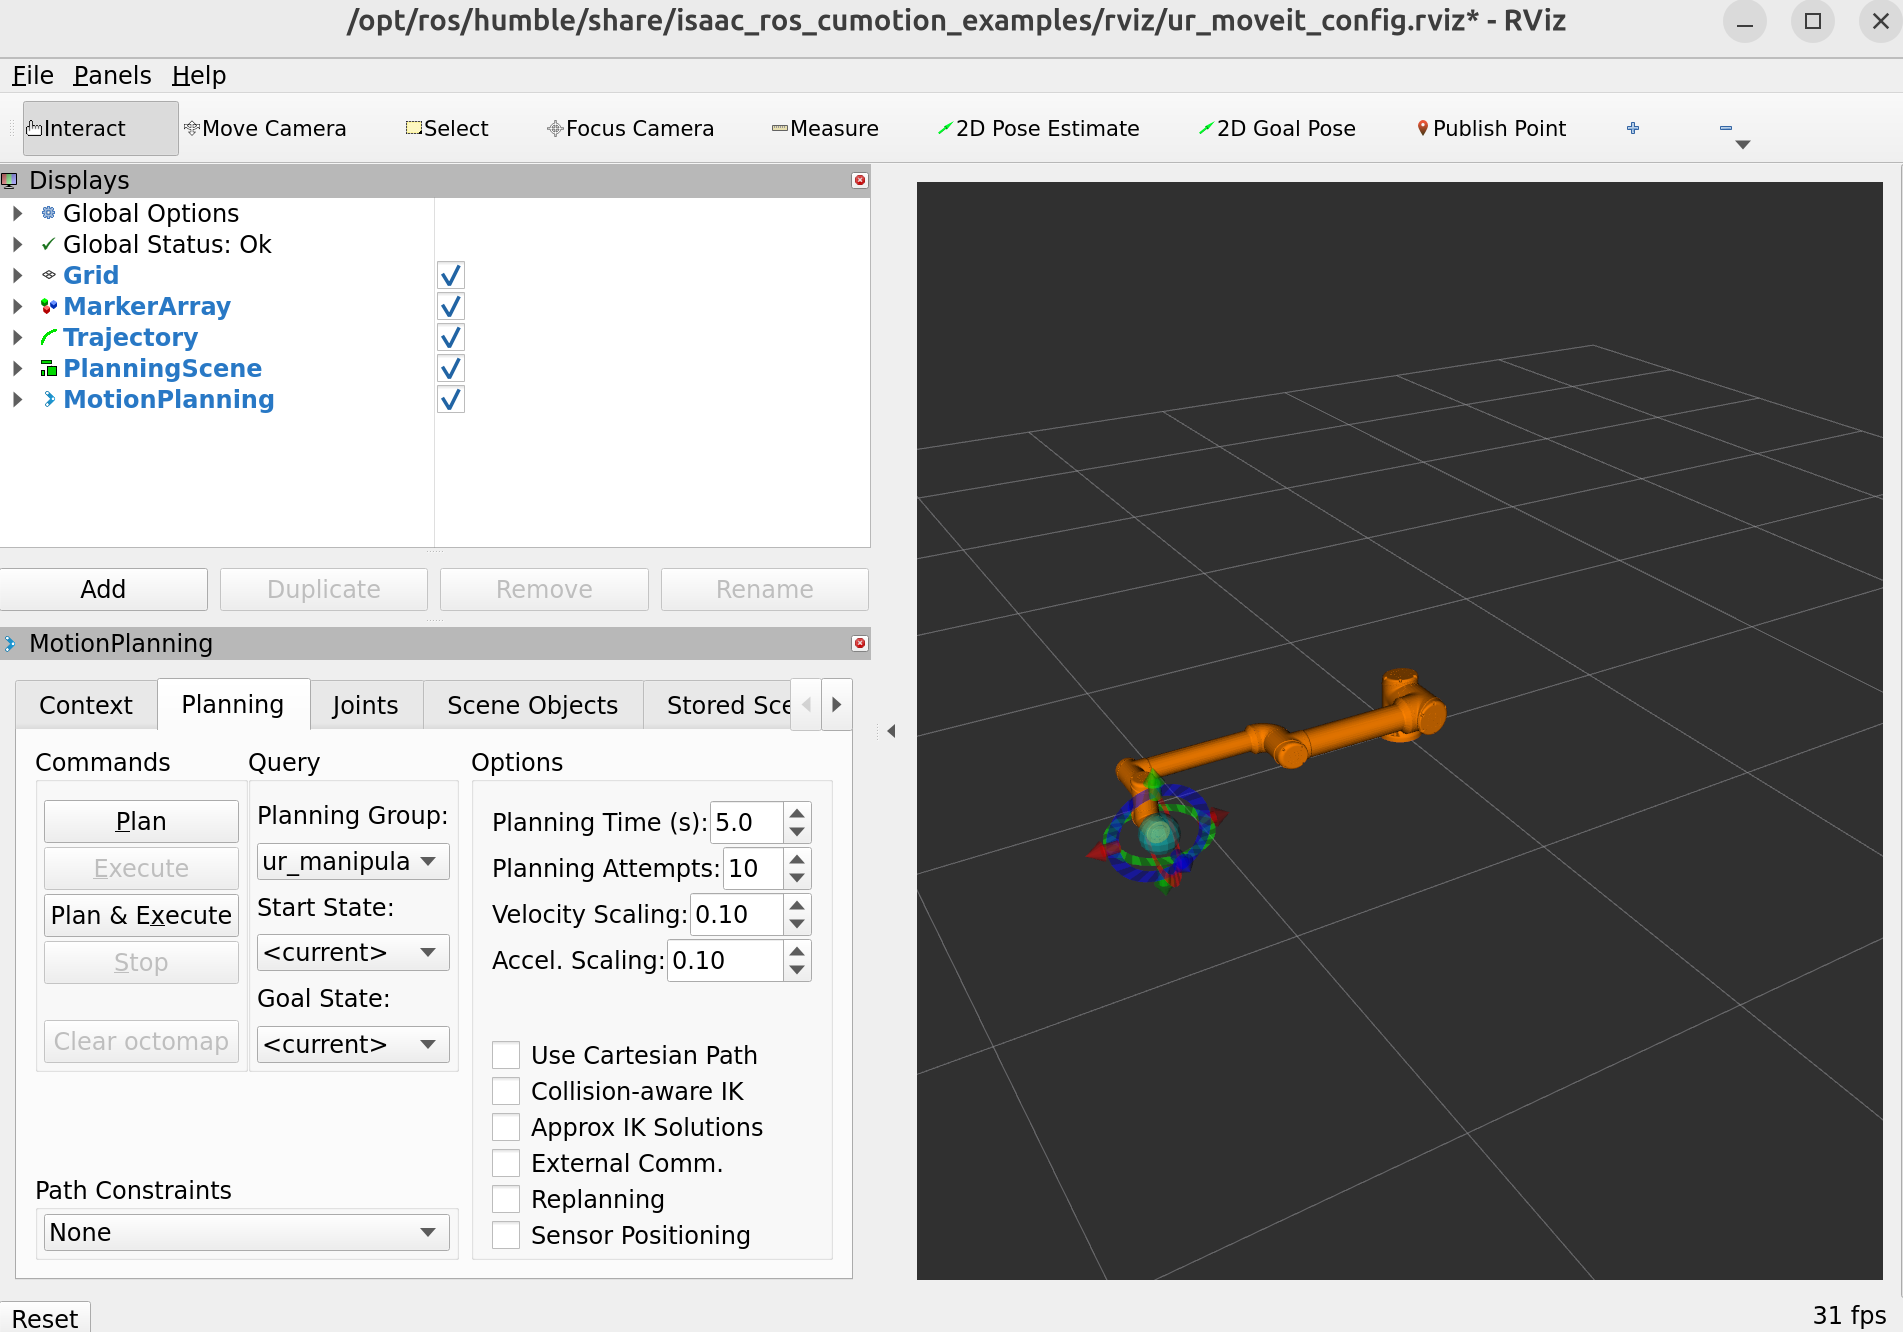 /opt/ros/humble/share/isaac_ros_cumotion_examples/rviz/ur_moveit_config.rviz* - RViz
File Panels Help
Interact Move Camera Select Focus Camera Measure 2D Pose Estimate 2D Goal Pose Publish Point
Displays
Global Options
Global Status: Ok
Grid
MarkerArray
Trajectory
PlanningScene
MotionPlanning
Add Duplicate Remove Rename
MotionPlanning
Context Planning Joints Scene Objects Stored Sce
Commands
Plan
Execute
Plan & Execute
Stop
Clear octomap
Query
Planning Group:
ur_manipula
Start State:
<current>
Goal State:
<current>
Path Constraints
None
Options
Planning Time (s): 5.0
Planning Attempts: 10
Velocity Scaling: 0.10
Accel. Scaling: 0.10
Use Cartesian Path
Collision-aware IK
Approx IK Solutions
External Comm.
Replanning
Sensor Positioning
Reset
31 fps